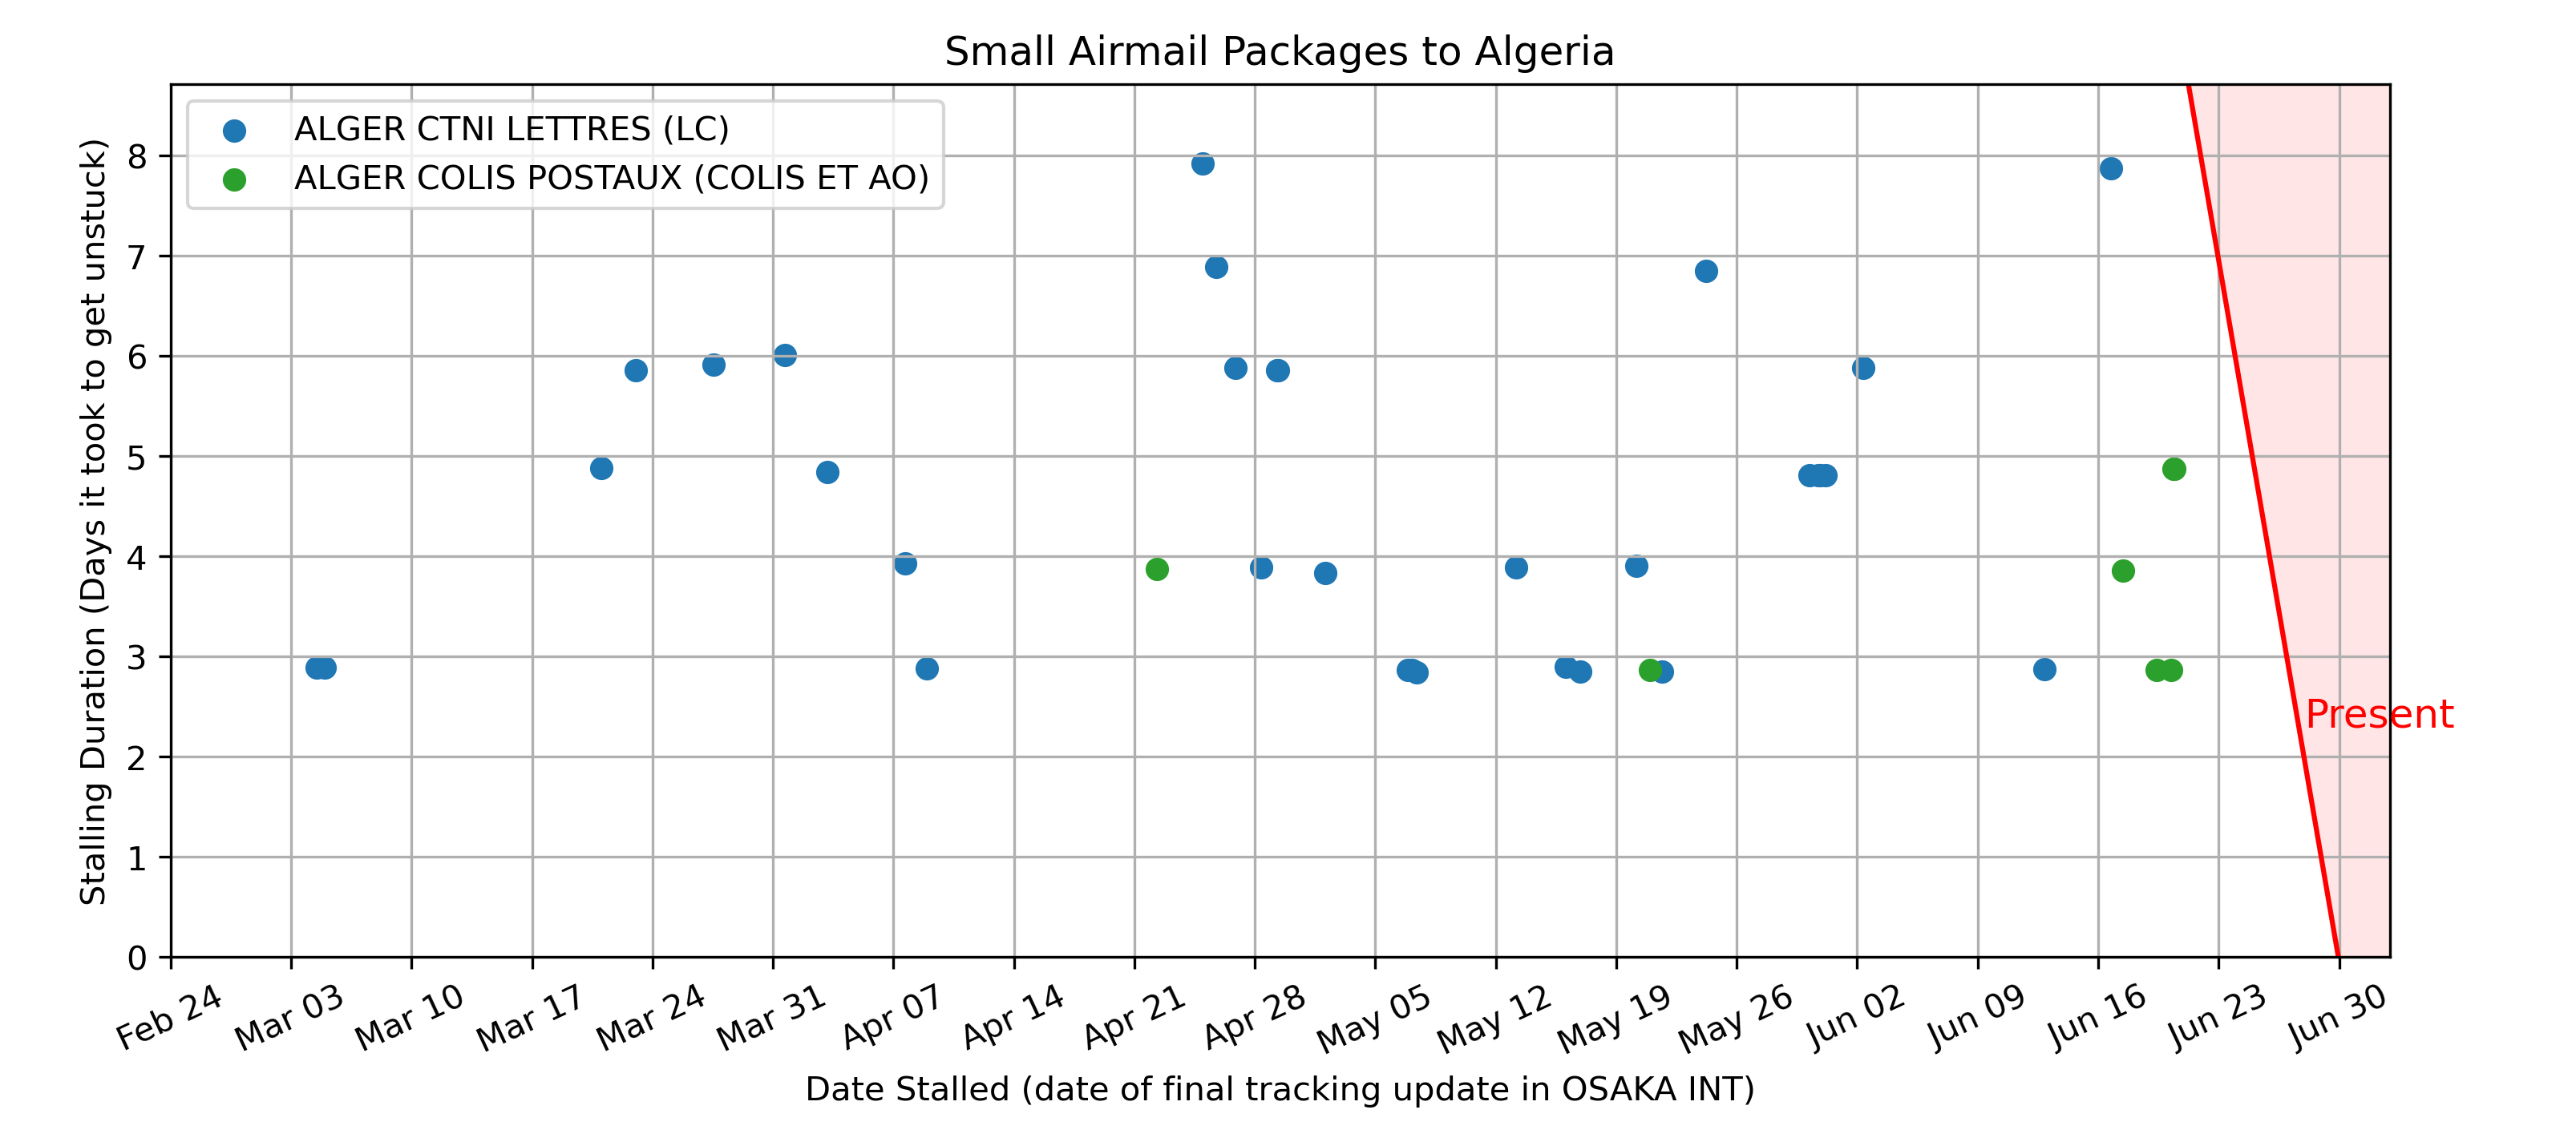 Small Airmail Packages to Algeria
ALGER CTNI LETTRES (LC)
ALGER COLIS POSTAUX (COLIS ET AO)
Stalling Duration (Days it took to get unstuck)
8
7
6
5
4
3
2
1
0
Present
Feb 24
Mar 03
Mar 10
Mar 17
Mar 24
Mar 31
Apr 07
Apr 14
Apr 21
Apr 28
May 05
May 12
May 19
May 26
Jun 02
Jun 09
Jun 16
Jun 23
Jun 30
Date Stalled (date of final tracking update in OSAKA INT)